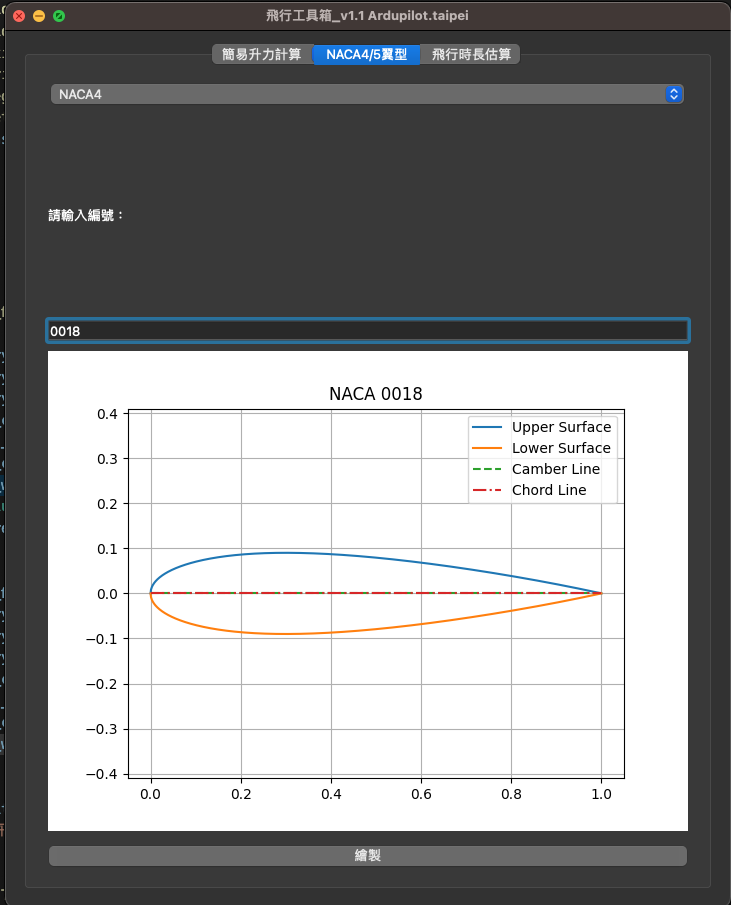 飛行工具箱_v1.1 Ardupilot.taipei
簡易升力計算 NACA4/5翼型 飛行時長估算
NACA4
請輸入編號：
0018
NACA 0018
Upper Surface
Lower Surface
Camber Line
Chord Line
0.4
0.3
0.2
0.1
0.0
−0.1
−0.2
−0.3
−0.4
0.0 0.2 0.4 0.6 0.8 1.0
繪製